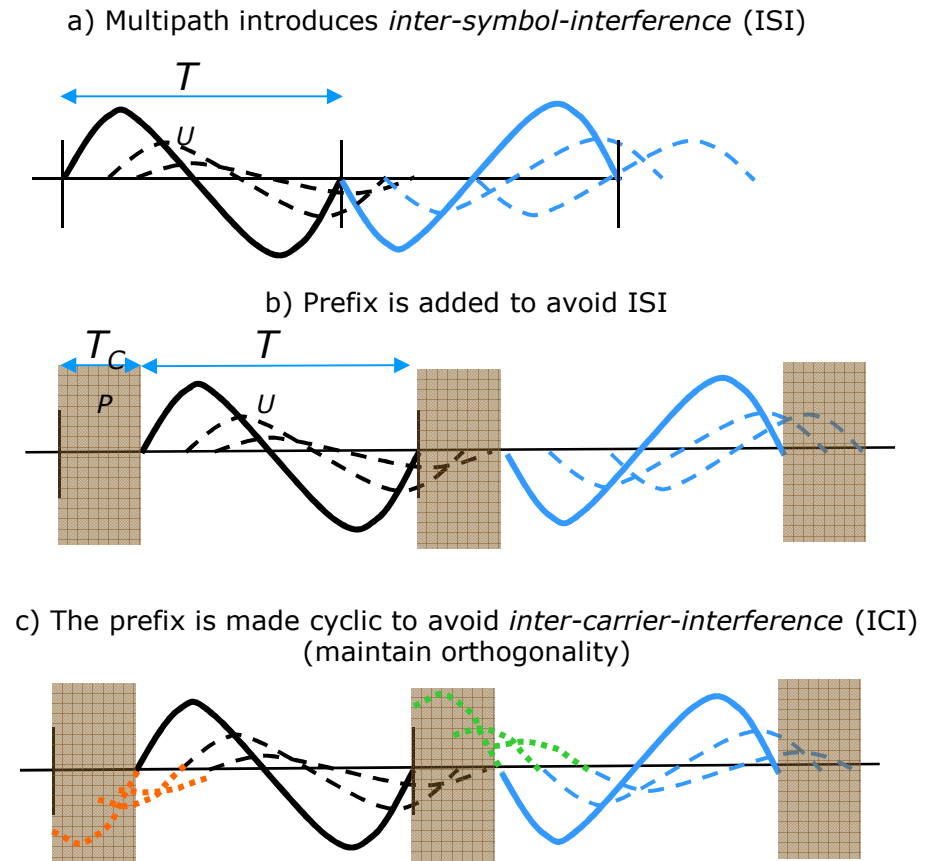 a) Multipath introduces inter-symbol-interference (ISI)
T
U
b) Prefix is added to avoid ISI
T C T
P U
c) The prefix is made cyclic to avoid inter-carrier-interference (ICI)
(maintain orthogonality)